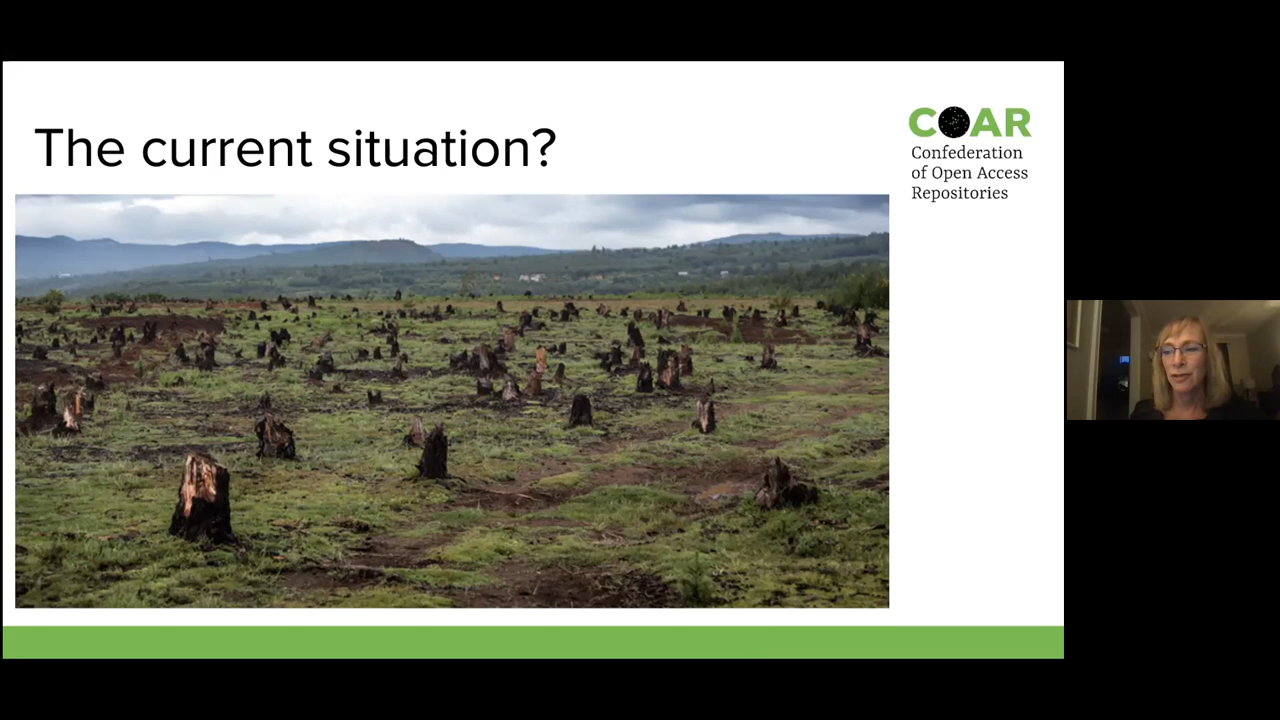 The current situation?
COAR
Confederation
of Open Access
Repositories